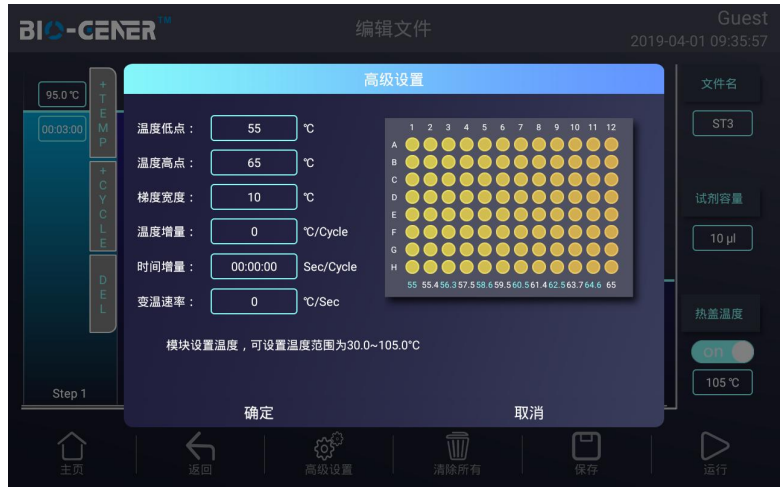 BIO-GENER™
编辑文件
Guest
2019-04-01 09:35:57
高级设置
95.0 ℃
00:03:00
+TEMP
+CYCLE
DEL
Step 1
温度低点： 55 ℃
温度高点： 65 ℃
梯度宽度： 10 ℃
温度增量： 0 ℃/Cycle
时间增量： 00:00:00 Sec/Cycle
变温速率： 0 ℃/Sec
1 2 3 4 5 6 7 8 9 10 11 12
A
B
C
D
E
F
G
H
55 55.4 56.3 57.5 58.6 59.5 60.5 61.4 62.5 63.7 64.6 65
模块设置温度，可设置温度范围为30.0~105.0°C
确定 取消
文件名
ST3
试剂容量
10 μl
热盖温度
on
105 ℃
主页 返回 高级设置 清除所有 保存 运行